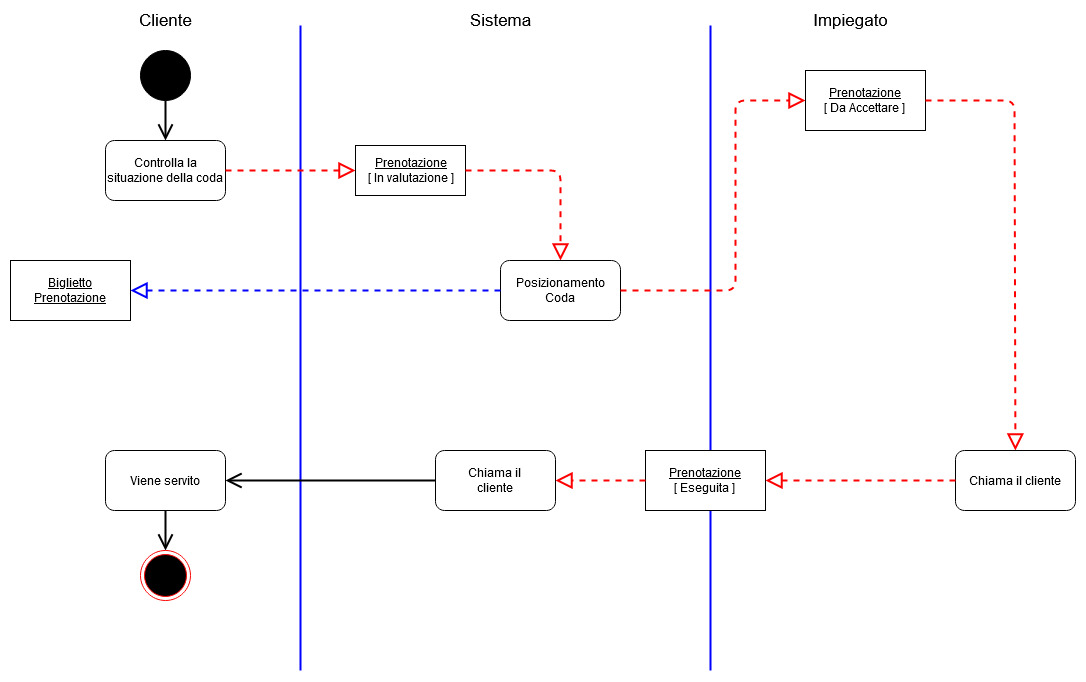 Cliente
Sistema
Impiegato
Prenotazione
[ Da Accettare ]
Controlla la
situazione della coda
Prenotazione
[ In valutazione ]
Biglietto
Prenotazione
Posizionamento
Coda
Viene servito
Chiama il
cliente
Prenotazione
[ Eseguita ]
Chiama il cliente